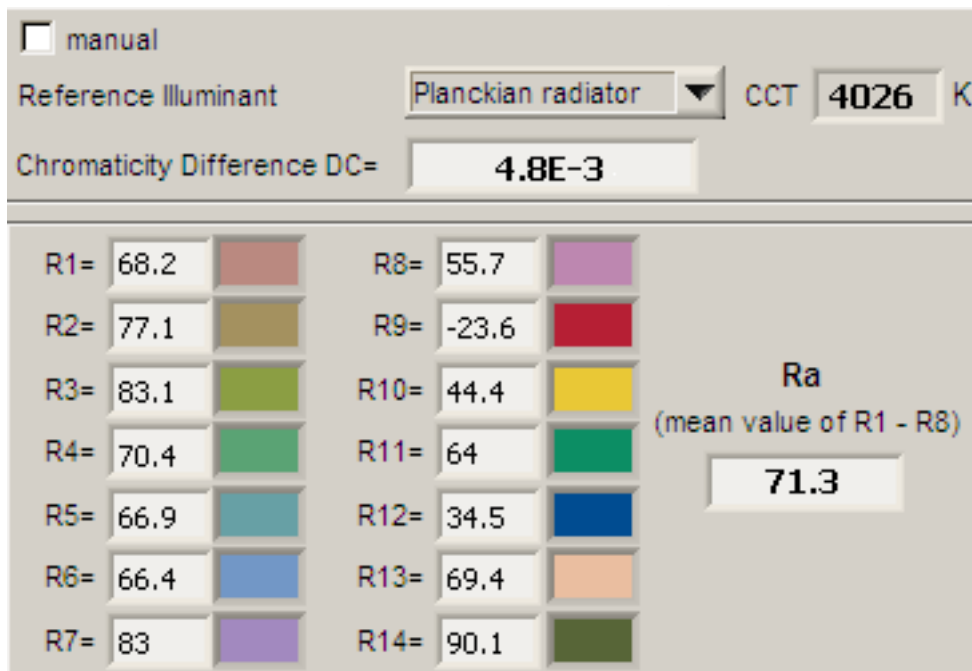 manual
Reference Illuminant Planckian radiator CCT 4026 K
Chromaticity Difference DC= 4.8E-3
R1= 68.2 R8= 55.7
R2= 77.1 R9= -23.6
R3= 83.1 R10= 44.4
R4= 70.4 R11= 64
R5= 66.9 R12= 34.5
R6= 66.4 R13= 69.4
R7= 83 R14= 90.1
Ra
(mean value of R1 - R8)
71.3